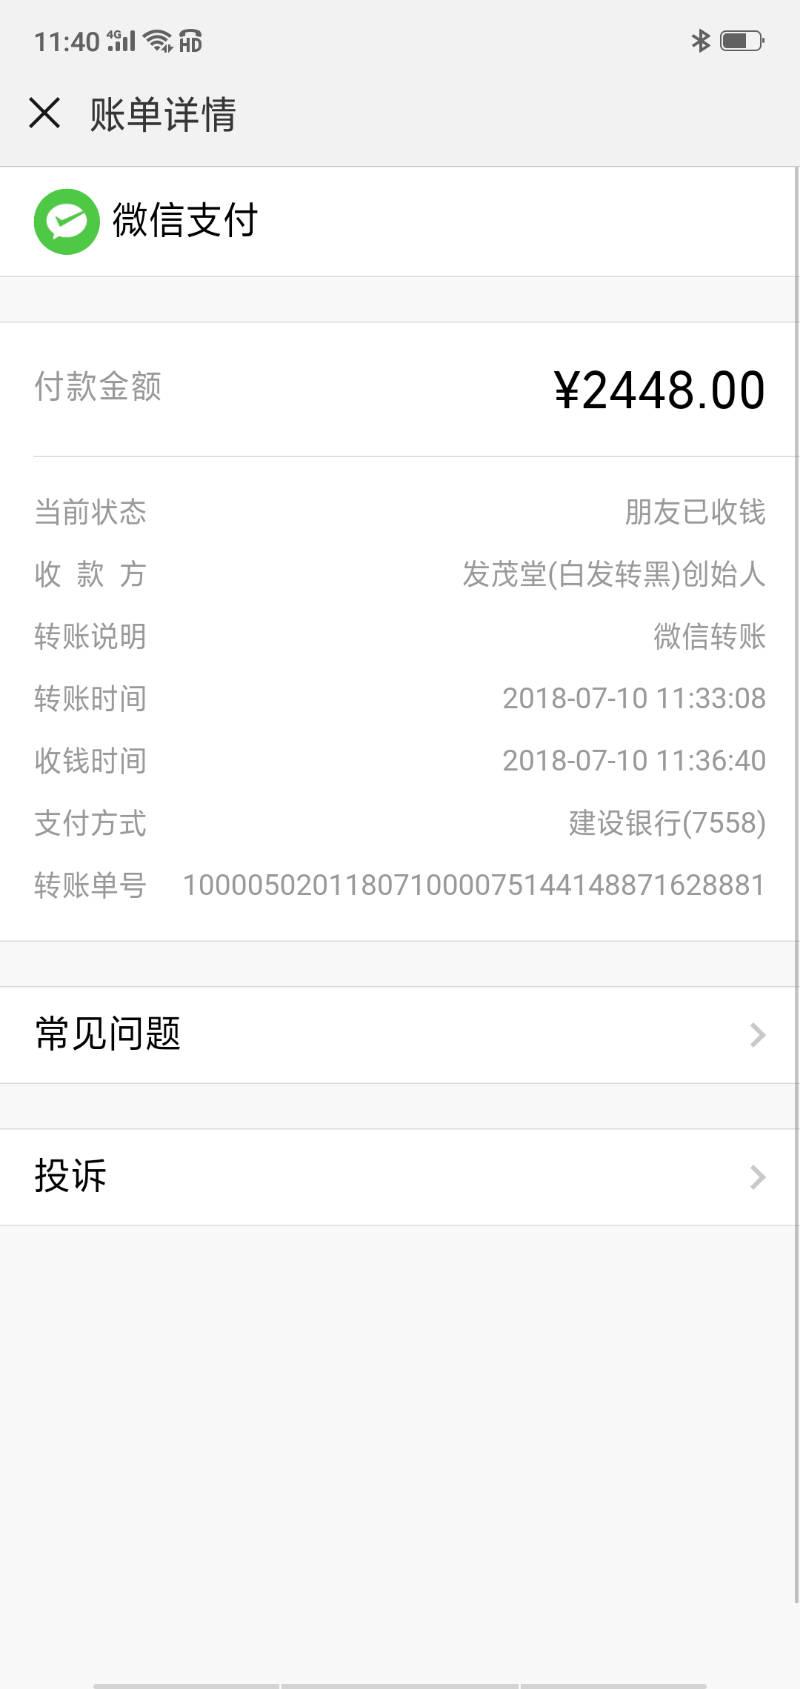 11:40 4G HD
账单详情
微信支付
付款金额 ¥2448.00
当前状态 朋友已收钱
收款方 发茂堂(白发转黑)创始人
转账说明 微信转账
转账时间 2018-07-10 11:33:08
收钱时间 2018-07-10 11:36:40
支付方式 建设银行(7558)
转账单号 100005020118071000075144148871628881
常见问题
投诉